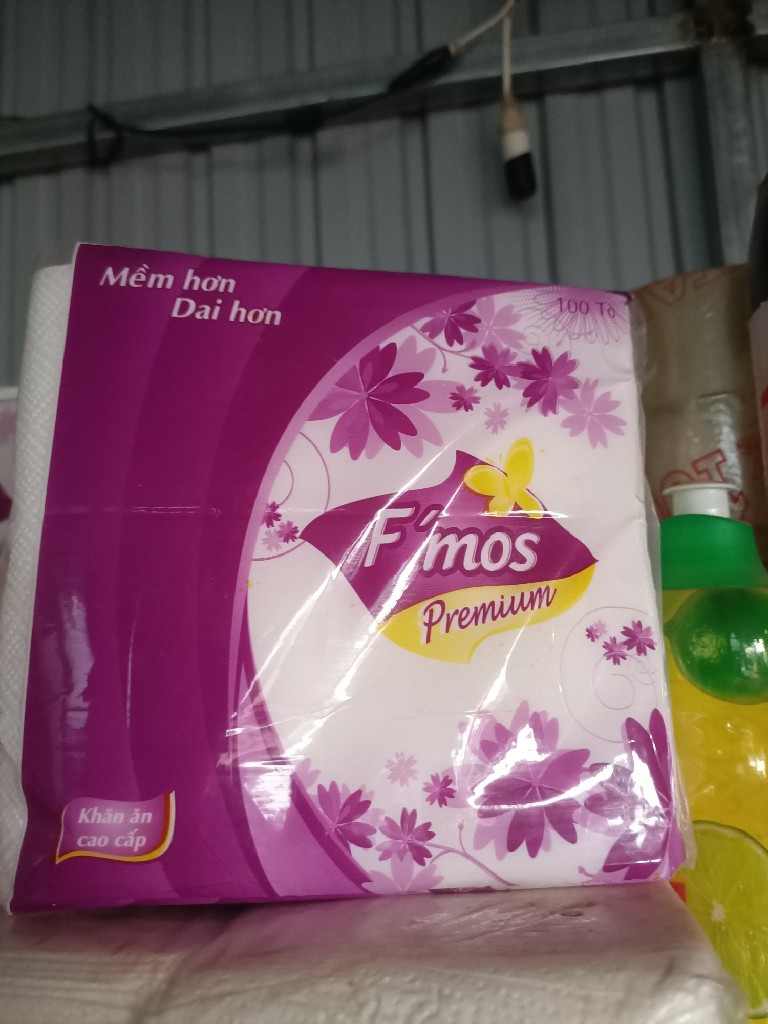 Mềm hơn
Dai hơn
100 Tờ
F'mos
Premium
Khăn ăn
cao cấp